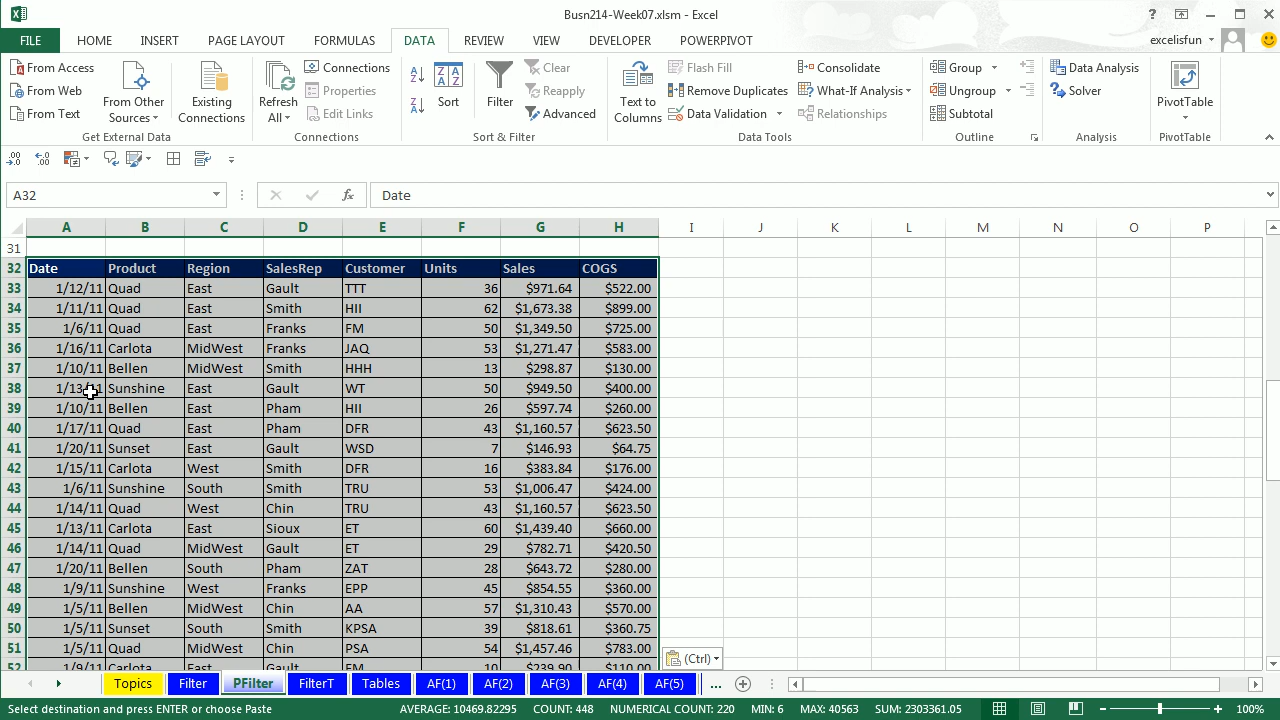 Busn214-Week07.xlsm - Excel
?
FILE HOME INSERT PAGE LAYOUT FORMULAS DATA REVIEW VIEW DEVELOPER POWERPIVOT excelisfun
From Access
From Web
From Text
From Other Sources
Get External Data
Existing Connections
Refresh All
Connections
Properties
Edit Links
Connections
Sort
Filter
Clear
Reapply
Advanced
Sort & Filter
Text to Columns
Flash Fill
Remove Duplicates
Data Validation
Consolidate
What-If Analysis
Relationships
Data Tools
Group
Ungroup
Subtotal
Outline
Data Analysis
Solver
Analysis
PivotTable
PivotTable
A32 fx Date
A B C D E F G H I J K L M N O P
31
32 Date Product Region SalesRep Customer Units Sales COGS
33 1/12/11 Quad East Gault TTT 36 $971.64 $522.00
34 1/11/11 Quad East Smith HII 62 $1,673.38 $899.00
35 1/6/11 Quad East Franks FM 50 $1,349.50 $725.00
36 1/16/11 Carlota MidWest Franks JAQ 53 $1,271.47 $583.00
37 1/10/11 Bellen MidWest Smith HHH 13 $298.87 $130.00
38 1/13/11 Sunshine East Gault WT 50 $949.50 $400.00
39 1/10/11 Bellen East Pham HII 26 $597.74 $260.00
40 1/17/11 Quad East Pham DFR 43 $1,160.57 $623.50
41 1/20/11 Sunset East Gault WSD 7 $146.93 $64.75
42 1/15/11 Carlota West Smith DFR 16 $383.84 $176.00
43 1/6/11 Sunshine South Smith TRU 53 $1,006.47 $424.00
44 1/14/11 Quad West Chin TRU 43 $1,160.57 $623.50
45 1/13/11 Carlota East Sioux ET 60 $1,439.40 $660.00
46 1/14/11 Quad MidWest Gault ET 29 $782.71 $420.50
47 1/20/11 Bellen South Pham ZAT 28 $643.72 $280.00
48 1/9/11 Sunshine West Franks EPP 45 $854.55 $360.00
49 1/5/11 Bellen MidWest Chin AA 57 $1,310.43 $570.00
50 1/5/11 Sunset South Smith KPSA 39 $818.61 $360.75
51 1/5/11 Quad MidWest Chin PSA 54 $1,457.46 $783.00
52 1/9/11 Carlota East Gault FM 10 $239.90 $110.00
(Ctrl)
Topics Filter PFilter FilterT Tables AF(1) AF(2) AF(3) AF(4) AF(5) ...
Select destination and press ENTER or choose Paste AVERAGE: 10469.82295 COUNT: 448 NUMERICAL COUNT: 220 MIN: 6 MAX: 40563 SUM: 2303361.05 100%